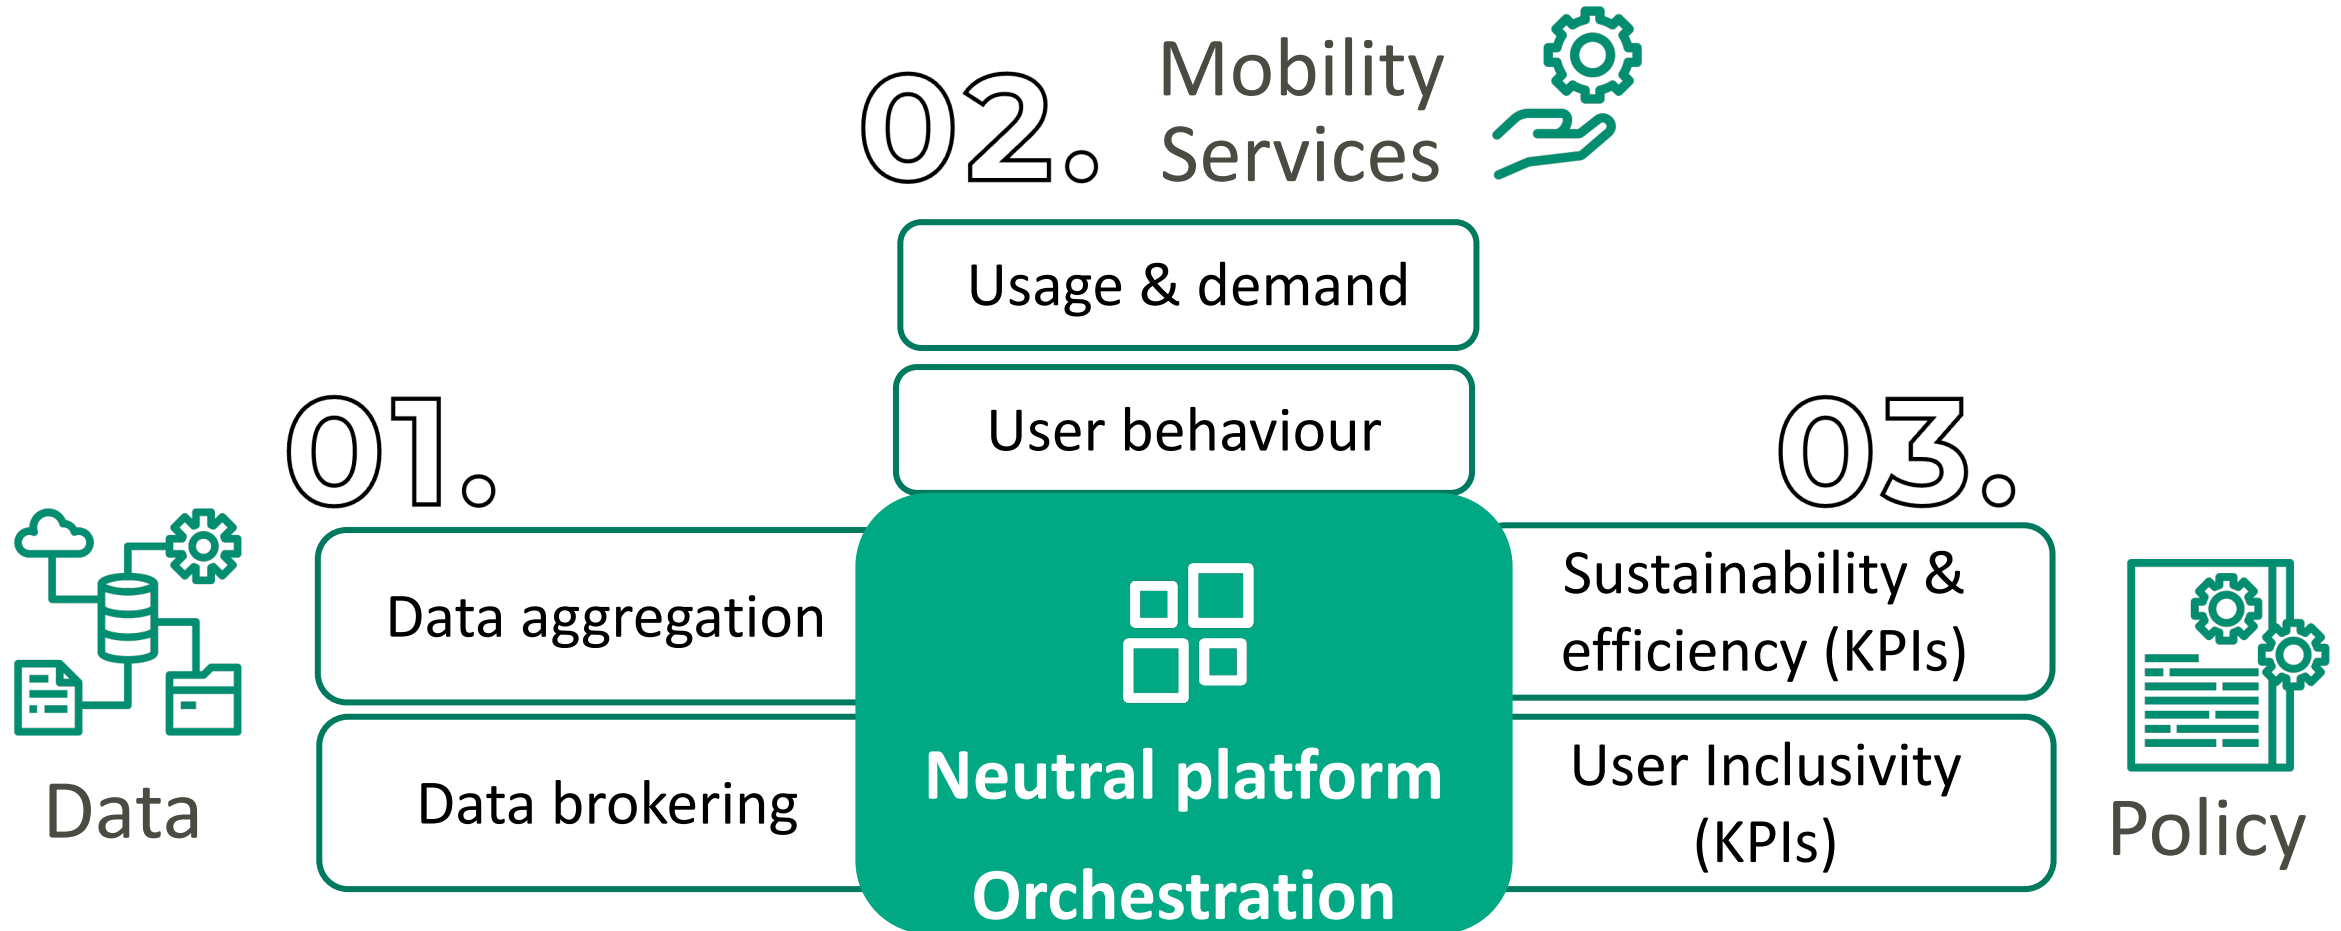 02.
Mobility
Services
Usage & demand
User behaviour
01.
Data aggregation
Data brokering
Data
Neutral platform
Orchestration
03.
Sustainability &
efficiency (KPIs)
User Inclusivity
(KPIs)
Policy